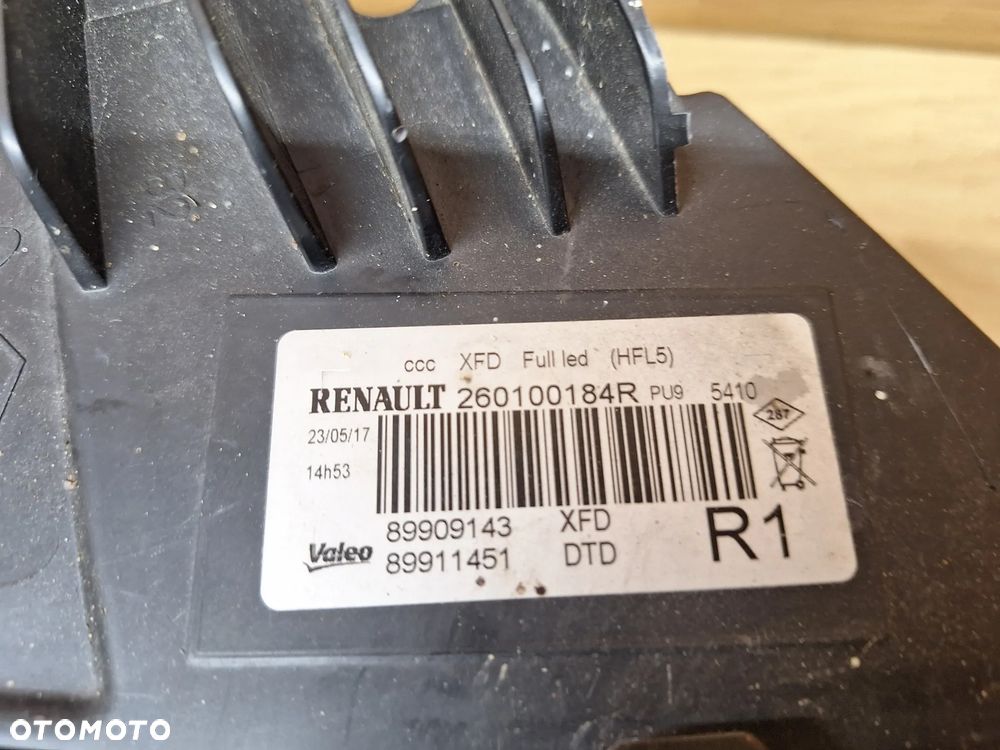 ccc XFD Full led (HFL5)
RENAULT 260100184R PU9 5410
23/05/17
287
14h53
89909143 XFD
R1
Valeo
89911451 DTD
OTOMOTO